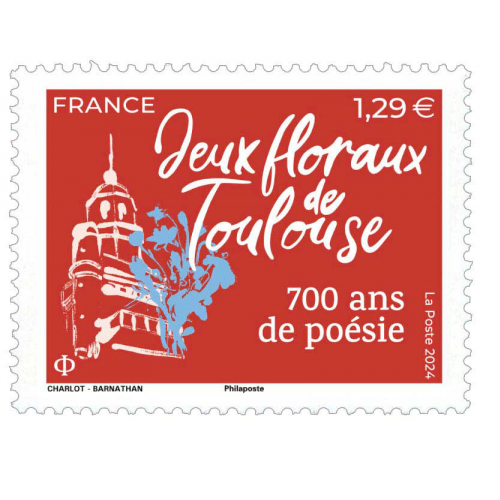 FRANCE
1,29 €
Jeux floraux
de
Toulouse
700 ans
de poésie
La Poste 2024
CHARLOT - BARNATHAN
Philaposte